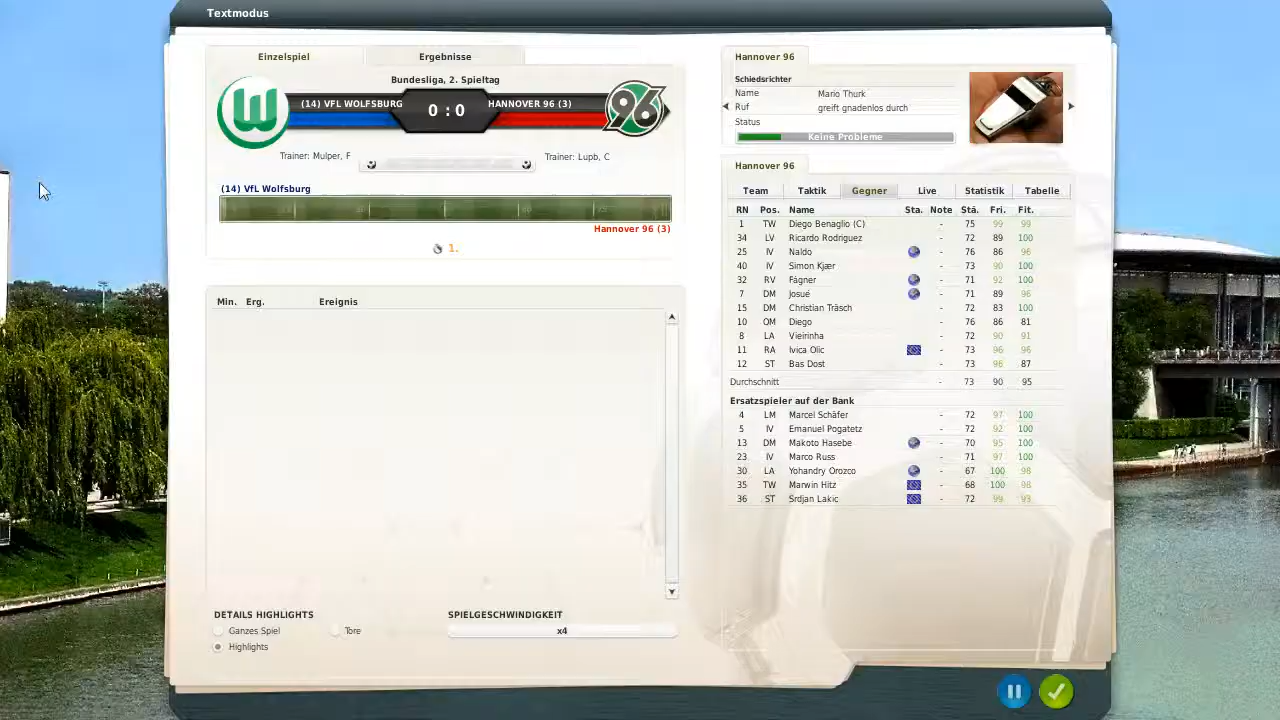 Textmodus
Einzelspiel
Ergebnisse
Bundesliga, 2. Spieltag
(14) VFL WOLFSBURG
0 : 0
HANNOVER 96 (3)
96
Trainer: Mulper, F
Trainer: Lupb, C
(14) VfL Wolfsburg
Hannover 96 (3)
1.
Min. Erg. Ereignis
DETAILS HIGHLIGHTS
Ganzes Spiel
Tore
Highlights
SPIELGESCHWINDIGKEIT
x4
Hannover 96
Schiedsrichter
Name Mario Thurk
Ruf greift gnadenlos durch
Status
Keine Probleme
Hannover 96
Team Taktik Gegner Live Statistik Tabelle
RN Pos. Name Sta. Note Stä. Fri. Fit.
1 TW Diego Benaglio (C) - 75 99 99
34 LV Ricardo Rodriguez - 72 89 100
25 IV Naldo - 76 86 96
40 IV Simon Kjær - 73 90 100
32 RV Fágner - 71 92 100
7 DM Josué - 71 89 96
15 DM Christian Träsch - 72 83 100
10 OM Diego - 76 86 81
8 LA Vieirinha - 72 90 91
11 RA Ivica Olic - 73 96 96
12 ST Bas Dost - 73 96 87
Durchschnitt - 73 90 95
Ersatzspieler auf der Bank
4 LM Marcel Schäfer - 72 97 100
5 IV Emanuel Pogatetz - 72 92 100
13 DM Makoto Hasebe - 70 95 100
23 IV Marco Russ - 71 97 100
30 LA Yohandry Orozco - 67 100 98
35 TW Marwin Hitz - 68 100 98
36 ST Srdjan Lakic - 72 99 93